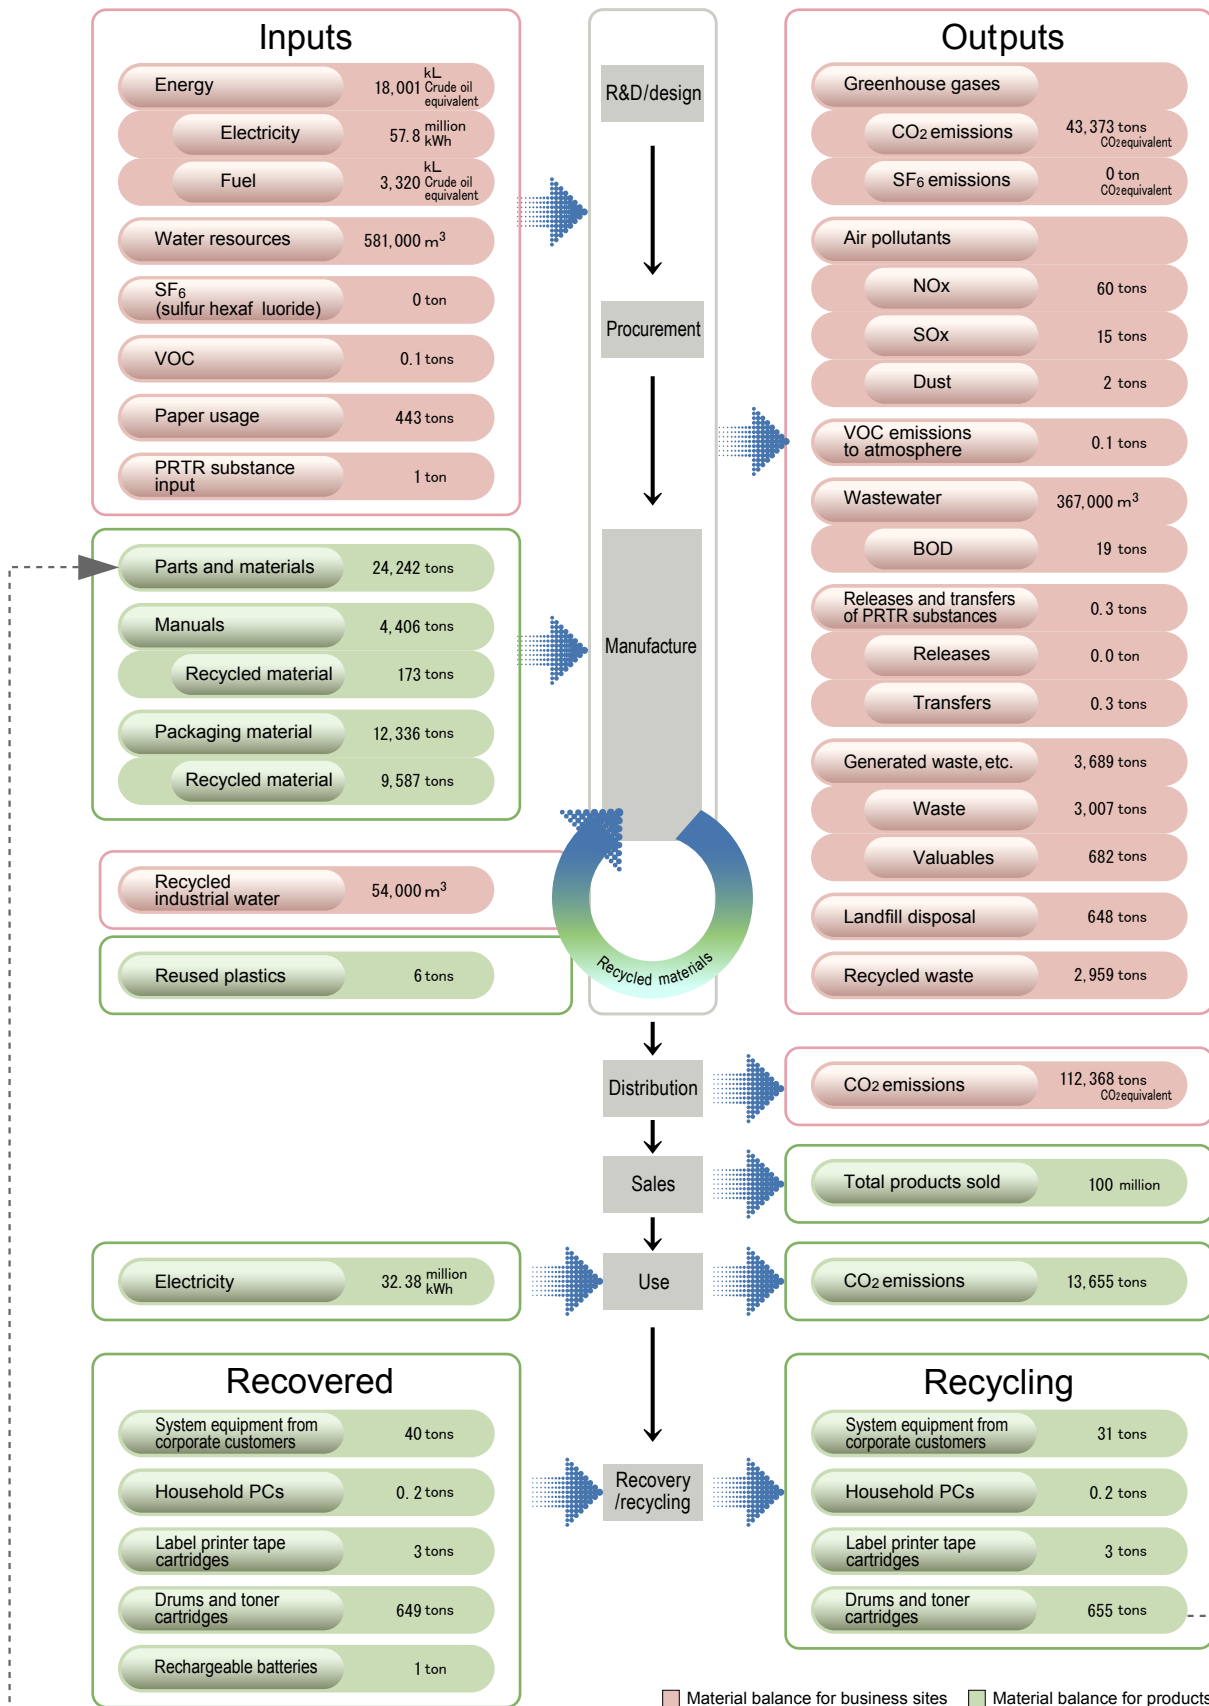 Inputs
Energy
18,001 kL Crude oil equivalent
Electricity
57.8 million kWh
Fuel
3,320 kL Crude oil equivalent
Water resources
581,000 m³
SF₆
(sulfur hexaf luoride)
0 ton
VOC
0.1 tons
Paper usage
443 tons
PRTR substance
input
1 ton
Parts and materials
24,242 tons
Manuals
4,406 tons
Recycled material
173 tons
Packaging material
12,336 tons
Recycled material
9,587 tons
Recycled
industrial water
54,000 m³
Reused plastics
6 tons
Electricity
32.38 million kWh
Recovered
System equipment from
corporate customers
40 tons
Household PCs
0.2 tons
Label printer tape
cartridges
3 tons
Drums and toner
cartridges
649 tons
Rechargeable batteries
1 ton
R&D/design
Procurement
Manufacture
Recycled materials
Distribution
Sales
Use
Recovery
/recycling
Outputs
Greenhouse gases
CO₂ emissions
43,373 tons
CO₂equivalent
SF₆ emissions
0 ton
CO₂equivalent
Air pollutants
NOx
60 tons
SOx
15 tons
Dust
2 tons
VOC emissions
to atmosphere
0.1 tons
Wastewater
367,000 m³
BOD
19 tons
Releases and transfers
of PRTR substances
0.3 tons
Releases
0.0 ton
Transfers
0.3 tons
Generated waste, etc.
3,689 tons
Waste
3,007 tons
Valuables
682 tons
Landfill disposal
648 tons
Recycled waste
2,959 tons
CO₂ emissions
112,368 tons
CO₂equivalent
Total products sold
100 million
CO₂ emissions
13,655 tons
Recycling
System equipment from
corporate customers
31 tons
Household PCs
0.2 tons
Label printer tape
cartridges
3 tons
Drums and toner
cartridges
655 tons
Material balance for business sites
Material balance for products